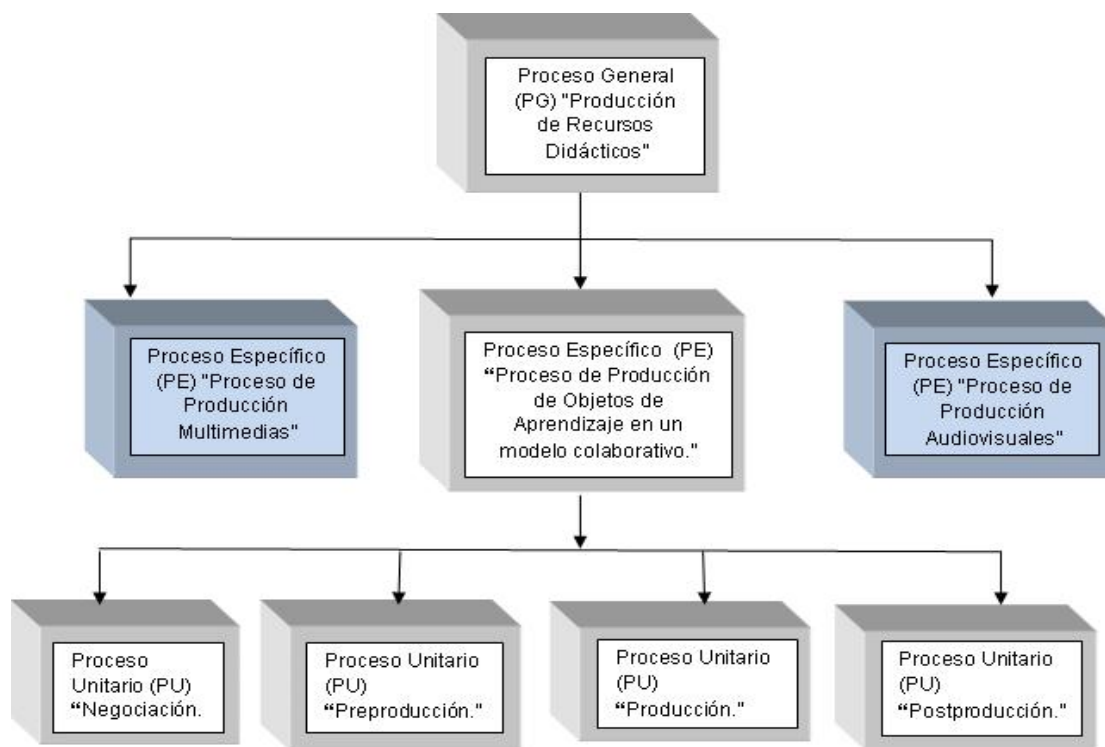 Proceso General
(PG) "Producción
de Recursos
Didácticos"
Proceso Específico
(PE) "Proceso de
Producción
Multimedias"
Proceso Específico (PE)
“Proceso de Producción
de Objetos de
Aprendizaje en un
modelo colaborativo."
Proceso Específico
(PE) "Proceso de
Producción
Audiovisuales"
Proceso
Unitario (PU)
“Negociación.
Proceso Unitario
(PU)
“Preproducción."
Proceso Unitario
(PU)
“Producción."
Proceso Unitario
(PU)
“Postproducción."